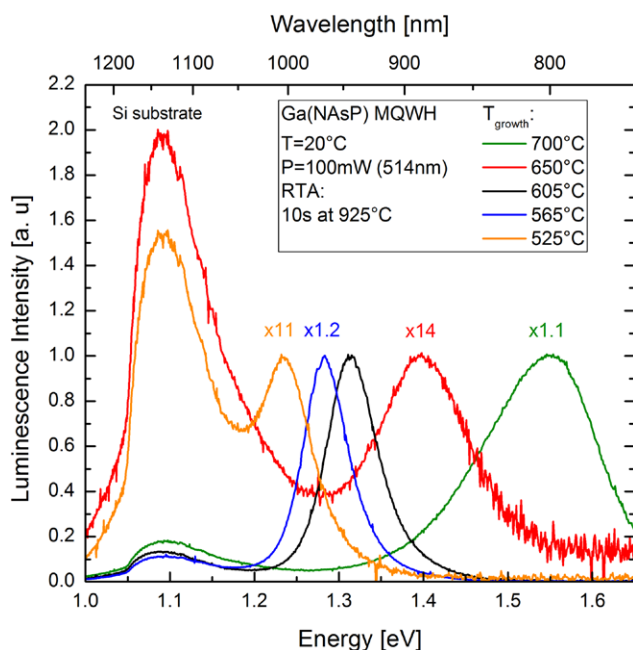 Wavelength [nm]
1200 1100 1000 900 800
2.2
2.0
1.8
1.6
1.4
1.2
1.0
0.8
0.6
0.4
0.2
0.0
Luminescence Intensity [a. u]
Si substrate
Ga(NAsP) MQWH
T=20°C
P=100mW (514nm)
RTA:
10s at 925°C
T_growth:
700°C
650°C
605°C
565°C
525°C
x11 x1.2 x14 x1.1
1.0 1.1 1.2 1.3 1.4 1.5 1.6
Energy [eV]